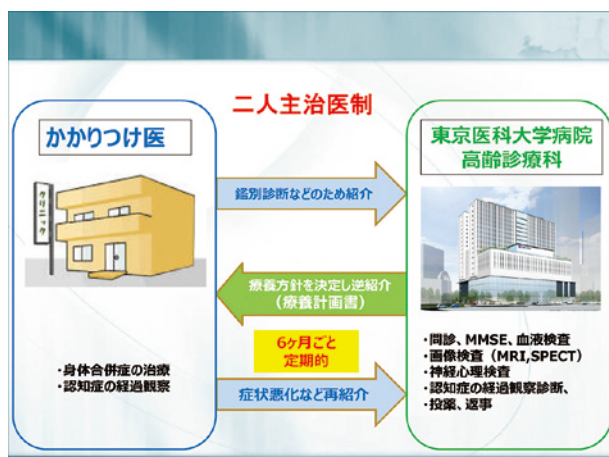 二人主治医制
かかりつけ医
クリニック
・身体合併症の治療
・認知症の経過観察
鑑別診断などのため紹介
療養方針を決定し逆紹介
(療養計画書)
6ヶ月ごと
定期的
症状悪化など再紹介
東京医科大学病院
高齢診療科
・問診、MMSE、血液検査
・画像検査（MRI,SPECT）
・神経心理検査
・認知症の経過観察診断、
・投薬、返事